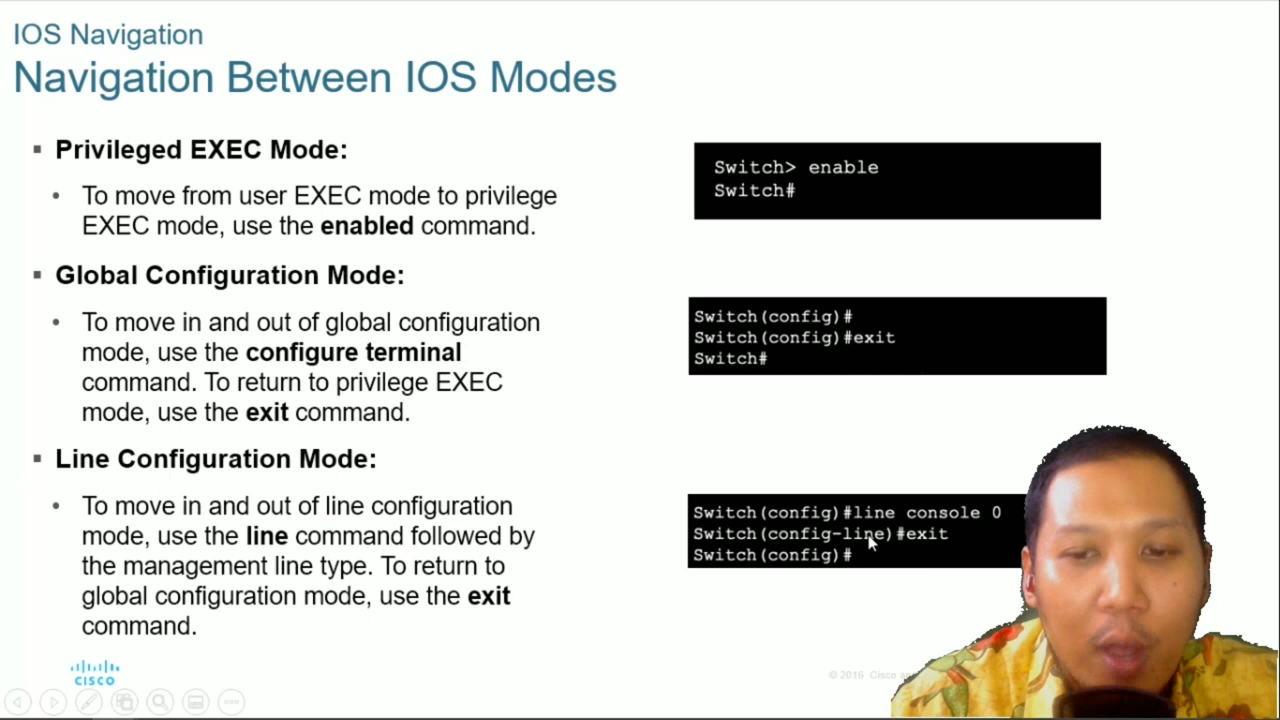 IOS Navigation
Navigation Between IOS Modes
Privileged EXEC Mode:
To move from user EXEC mode to privilege
EXEC mode, use the enabled command.
Switch> enable
Switch#
Global Configuration Mode:
To move in and out of global configuration
mode, use the configure terminal
command. To return to privilege EXEC
mode, use the exit command.
Switch(config)#
Switch(config)#exit
Switch#
Line Configuration Mode:
To move in and out of line configuration
mode, use the line command followed by
the management line type. To return to
global configuration mode, use the exit
command.
Switch(config)#line console 0
Switch(config-line)#exit
Switch(config)#
CISCO
© 2016 Cisco